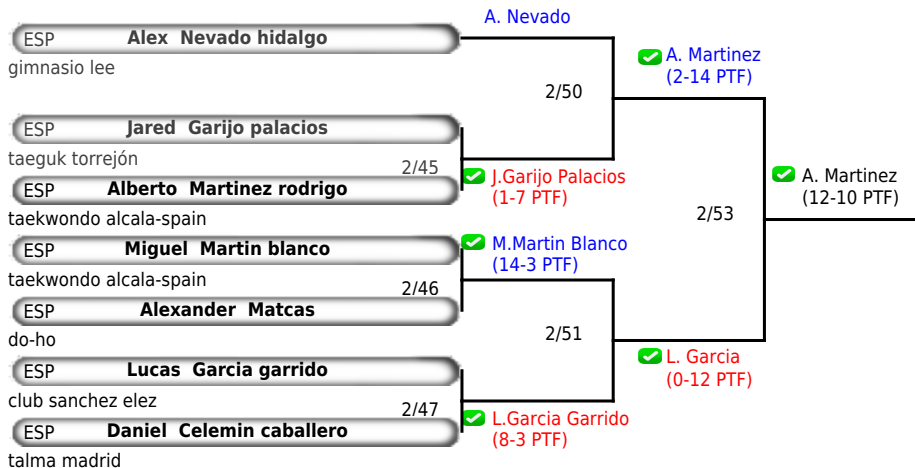 A. Nevado
ESP Alex Nevado hidalgo
gimnasio lee
A. Martinez
(2-14 PTF)
2/50
ESP Jared Garijo palacios
taeguk torrejón
2/45
J.Garijo Palacios
(1-7 PTF)
ESP Alberto Martinez rodrigo
taekwondo alcala-spain
A. Martinez
(12-10 PTF)
2/53
ESP Miguel Martin blanco
taekwondo alcala-spain
M.Martin Blanco
(14-3 PTF)
2/46
ESP Alexander Matcas
do-ho
2/51
L. Garcia
(0-12 PTF)
ESP Lucas Garcia garrido
club sanchez elez
2/47
L.Garcia Garrido
(8-3 PTF)
ESP Daniel Celemin caballero
talma madrid